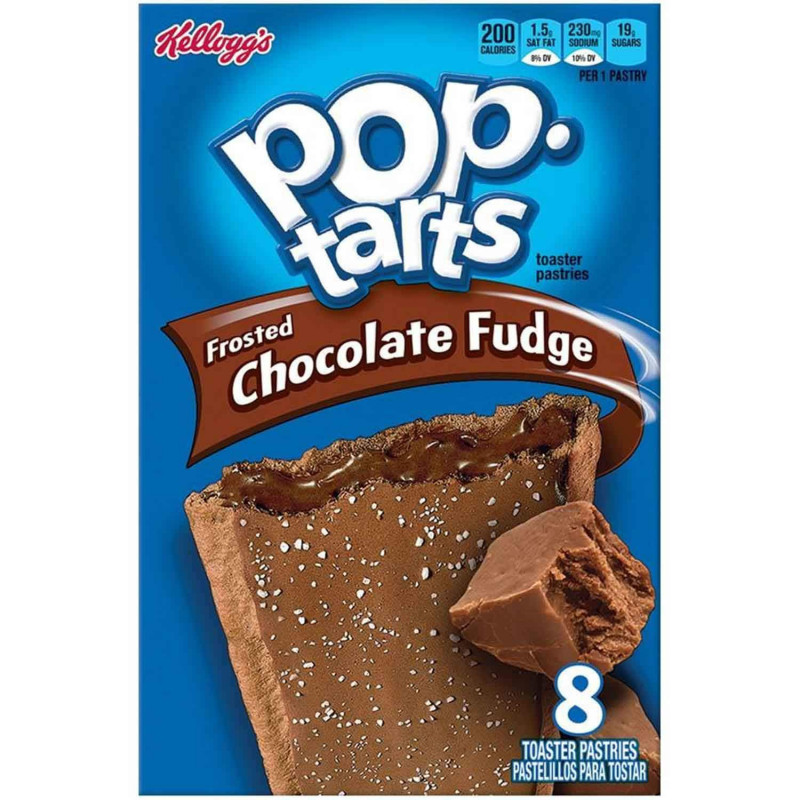 Kellogg's
200 CALORIES
1.5g SAT FAT 8% DV
230mg SODIUM 10% DV
19g SUGARS
PER 1 PASTRY
pop.
tarts
toaster
pastries
Frosted
Chocolate Fudge
8
TOASTER PASTRIES
PASTELILLOS PARA TOSTAR